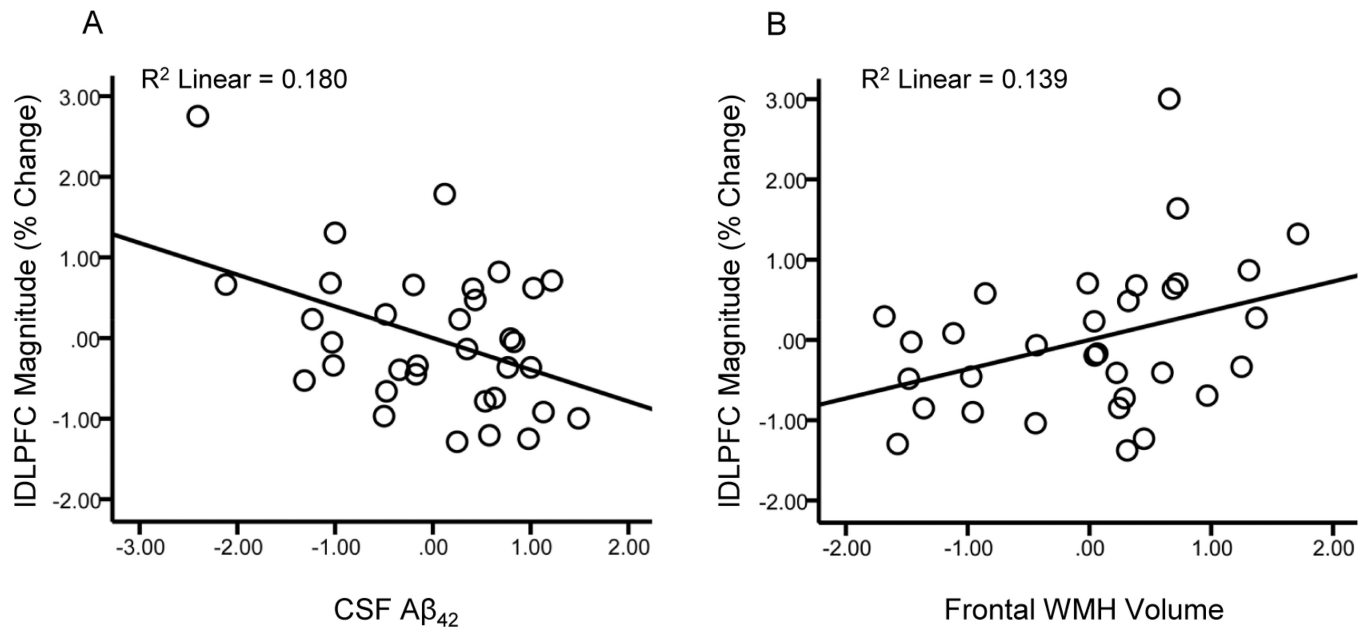 A
R² Linear = 0.180
lDLPFC Magnitude (% Change)
3.00
2.00
1.00
.00
-1.00
-2.00
-3.00 -2.00 -1.00 .00 1.00 2.00
CSF Aβ₄₂
B
R² Linear = 0.139
lDLPFC Magnitude (% Change)
3.00
2.00
1.00
.00
-1.00
-2.00
-2.00 -1.00 .00 1.00 2.00
Frontal WMH Volume